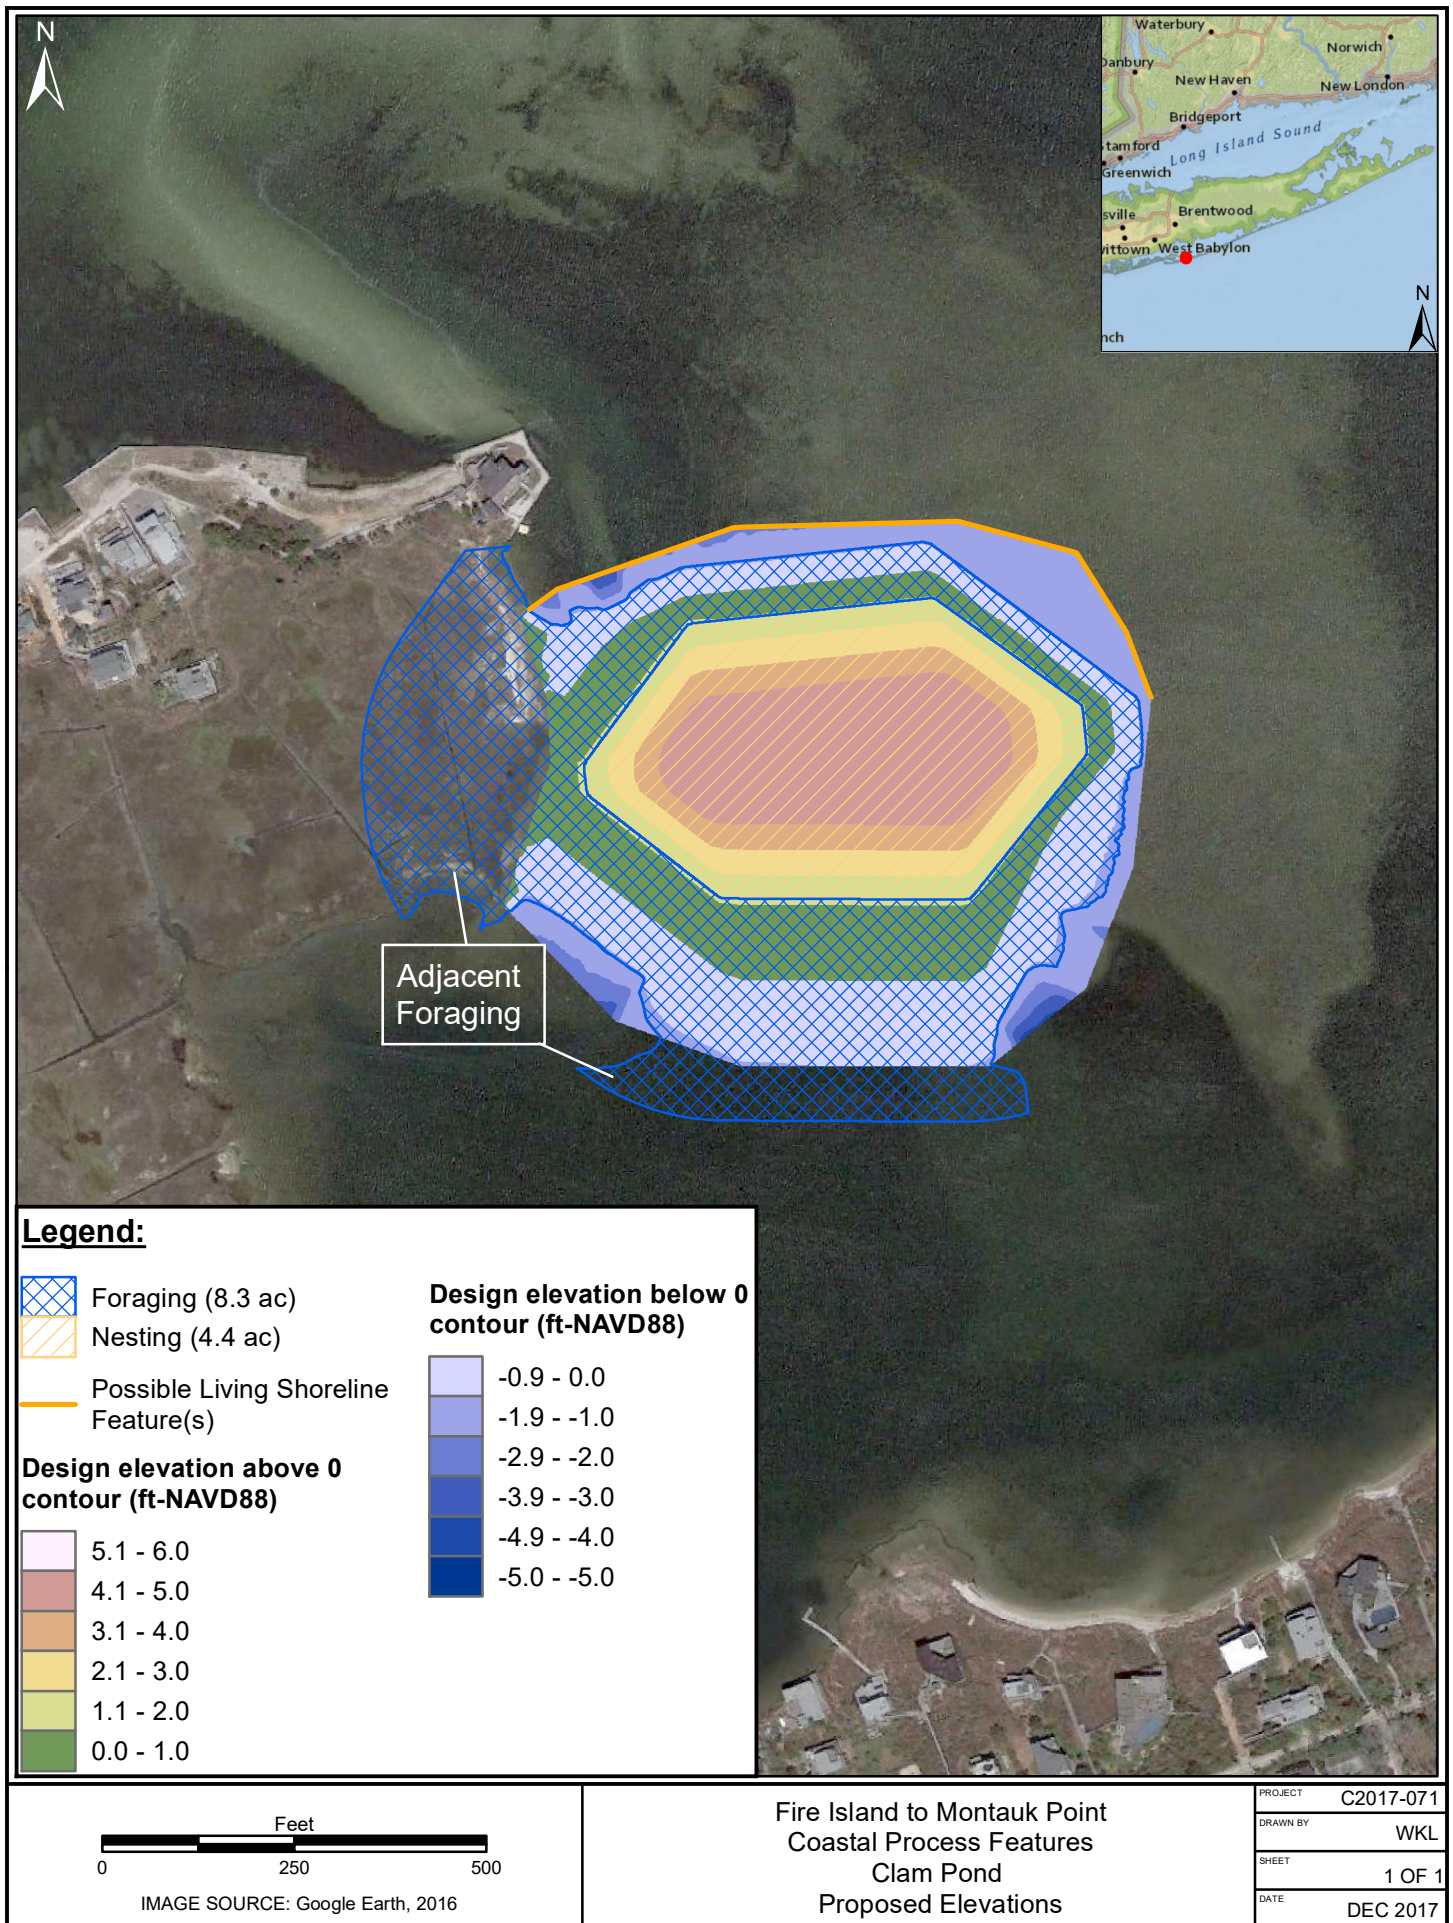 N
Waterbury
Norwich
Danbury
New Haven
New London
Bridgeport
Long Island Sound
Stamford
Greenwich
sville
Brentwood
vittown
West Babylon
N
nch
Adjacent
Foraging
Legend:
Foraging (8.3 ac)
Nesting (4.4 ac)
Possible Living Shoreline
Feature(s)
Design elevation above 0
contour (ft-NAVD88)
5.1 - 6.0
4.1 - 5.0
3.1 - 4.0
2.1 - 3.0
1.1 - 2.0
0.0 - 1.0
Design elevation below 0
contour (ft-NAVD88)
-0.9 - 0.0
-1.9 - -1.0
-2.9 - -2.0
-3.9 - -3.0
-4.9 - -4.0
-5.0 - -5.0
Feet
0 250 500
IMAGE SOURCE: Google Earth, 2016
Fire Island to Montauk Point
Coastal Process Features
Clam Pond
Proposed Elevations
PROJECT C2017-071
DRAWN BY WKL
SHEET 1 OF 1
DATE DEC 2017